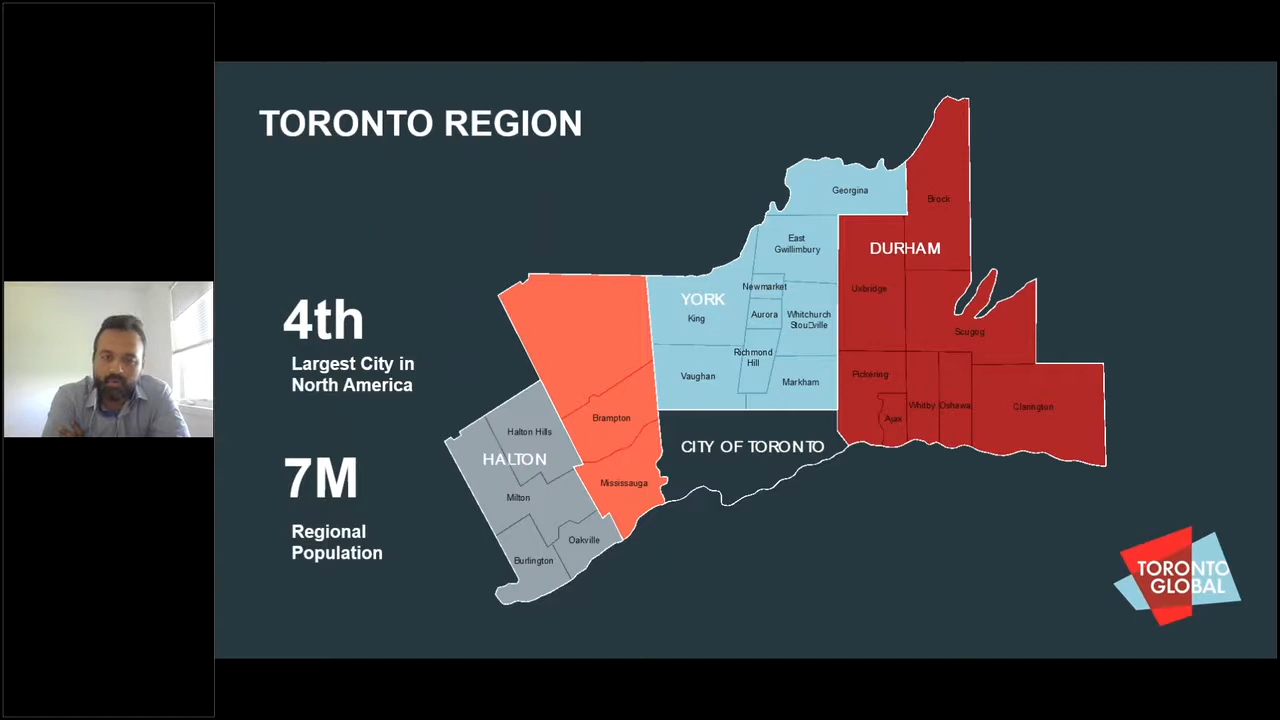 TORONTO REGION
4th
Largest City in
North America
7M
Regional
Population
Georgina
Brock
East
Gwillimbury
DURHAM
Newmarket
Uxbridge
YORK
King
Aurora
Whitchurch
Stou□ville
Scugog
Richmond
Hill
Vaughan
Markham
Pickering
Ajax
Whitby
Oshawa
Clarington
Brampton
Halton Hills
HALTON
CITY OF TORONTO
Mississauga
Milton
Oakville
Burlington
TORONTO
GLOBAL